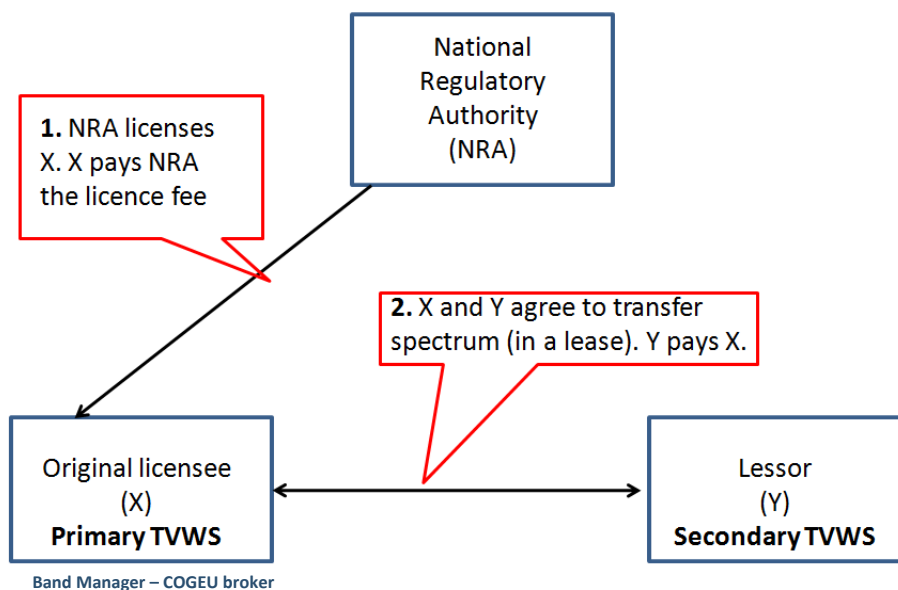 National
Regulatory
Authority
(NRA)
1. NRA licenses
X. X pays NRA
the licence fee
2. X and Y agree to transfer
spectrum (in a lease). Y pays X.
Original licensee
(X)
Primary TVWS
Lessor
(Y)
Secondary TVWS
Band Manager – COGEU broker